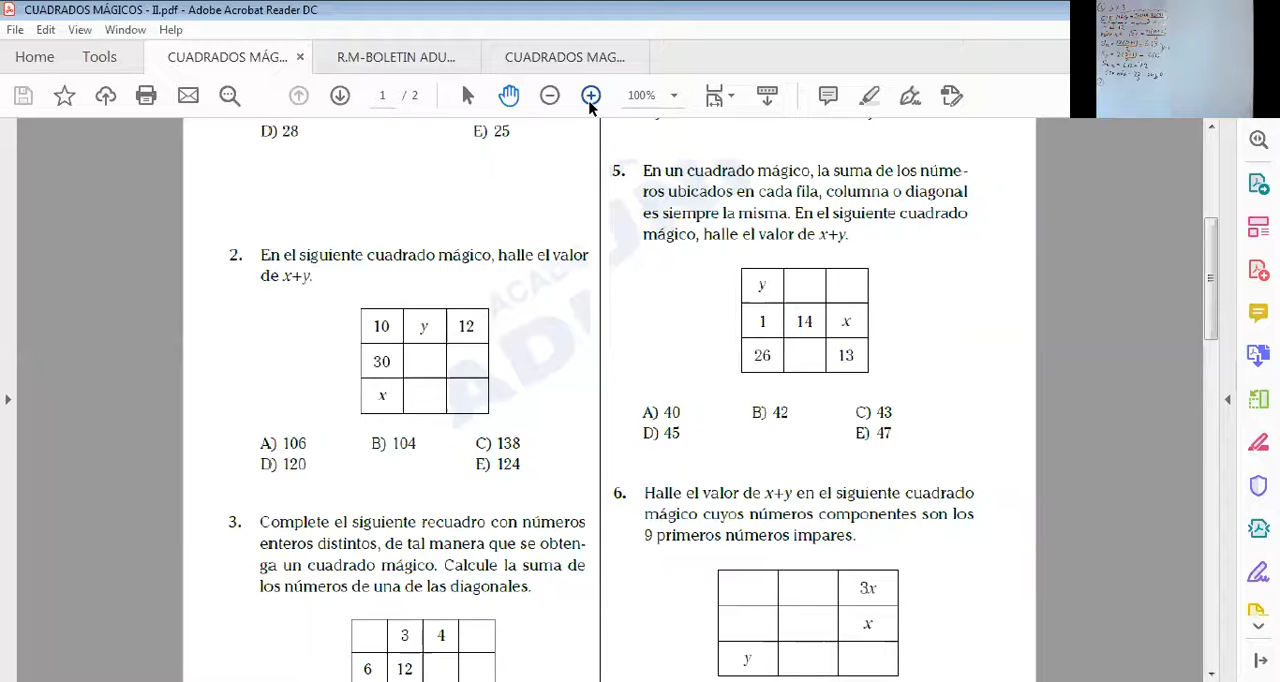 CUADRADOS MÁGICOS - II.pdf - Adobe Acrobat Reader DC
File Edit View Window Help
Home Tools CUADRADOS MÁG... × R.M-BOLETIN ADU... CUADRADOS MAG...
1 / 2 100%
D) 28 E) 25
2. En el siguiente cuadrado mágico, halle el valor
de x+y.
10 y 12
30
x
A) 106 B) 104 C) 138
D) 120 E) 124
3. Complete el siguiente recuadro con números
enteros distintos, de tal manera que se obten-
ga un cuadrado mágico. Calcule la suma de
los números de una de las diagonales.
3 4
6 12
5. En un cuadrado mágico, la suma de los núme-
ros ubicados en cada fila, columna o diagonal
es siempre la misma. En el siguiente cuadrado
mágico, halle el valor de x+y.
y
1 14 x
26 13
A) 40 B) 42 C) 43
D) 45 E) 47
6. Halle el valor de x+y en el siguiente cuadrado
mágico cuyos números componentes son los
9 primeros números impares.
3x
x
y